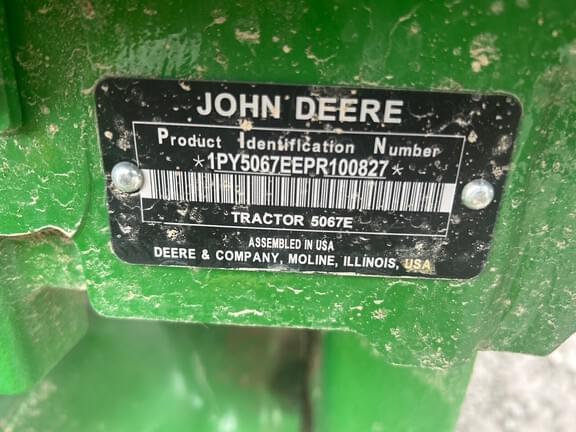 JOHN DEERE
Product Identification Number
*1PY5067EEPR100827*
TRACTOR 5067E
ASSEMBLED IN USA
DEERE & COMPANY, MOLINE, ILLINOIS, USA